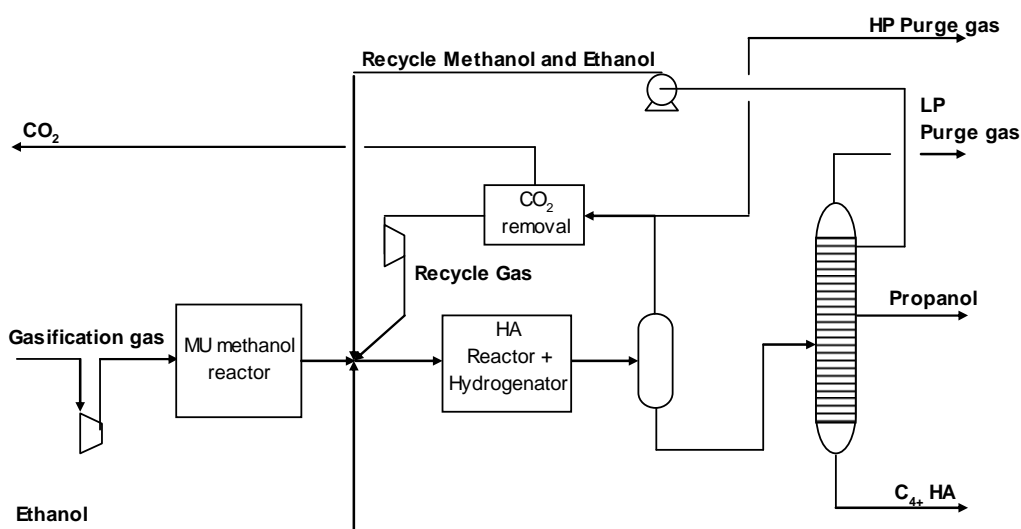 HP Purge gas
Recycle Methanol and Ethanol
LP
Purge gas
CO₂
CO₂
removal
Recycle Gas
Propanol
Gasification gas
MU methanol
reactor
HA
Reactor +
Hydrogenator
C₄₊ HA
Ethanol